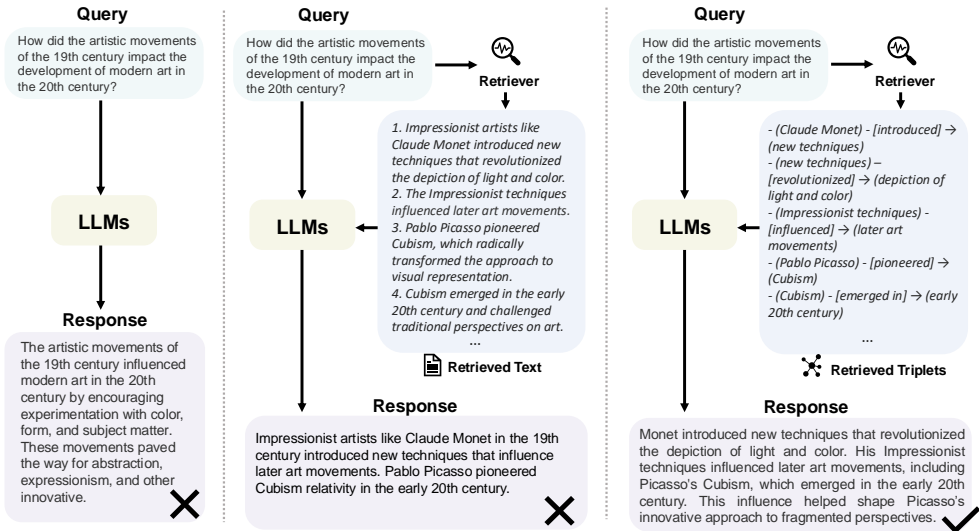 Query
How did the artistic movements
of the 19th century impact the
development of modern art in
the 20th century?
LLMs
Response
The artistic movements of
the 19th century influenced
modern art in the 20th
century by encouraging
experimentation with color,
form, and subject matter.
These movements paved
the way for abstraction,
expressionism, and other
innovative.
Query
How did the artistic movements
of the 19th century impact the
development of modern art in
the 20th century?
Retriever
1. Impressionist artists like
Claude Monet introduced new
techniques that revolutionized
the depiction of light and color.
2. The Impressionist techniques
influenced later art movements.
3. Pablo Picasso pioneered
Cubism, which radically
transformed the approach to
visual representation.
4. Cubism emerged in the early
20th century and challenged
traditional perspectives on art.
...
Retrieved Text
LLMs
Response
Impressionist artists like Claude Monet in the 19th
century introduced new techniques that influence
later art movements. Pablo Picasso pioneered
Cubism relativity in the early 20th century.
Query
How did the artistic movements
of the 19th century impact the
development of modern art in
the 20th century?
Retriever
- (Claude Monet) - [introduced] →
(new techniques)
- (new techniques) –
[revolutionized] → (depiction of
light and color)
- (Impressionist techniques) -
[influenced] → (later art
movements)
- (Pablo Picasso) - [pioneered] →
(Cubism)
- (Cubism) - [emerged in] → (early
20th century)
...
Retrieved Triplets
LLMs
Response
Monet introduced new techniques that revolutionized
the depiction of light and color. His Impressionist
techniques influenced later art movements, including
Picasso's Cubism, which emerged in the early 20th
century. This influence helped shape Picasso's
innovative approach to fragmented perspectives.